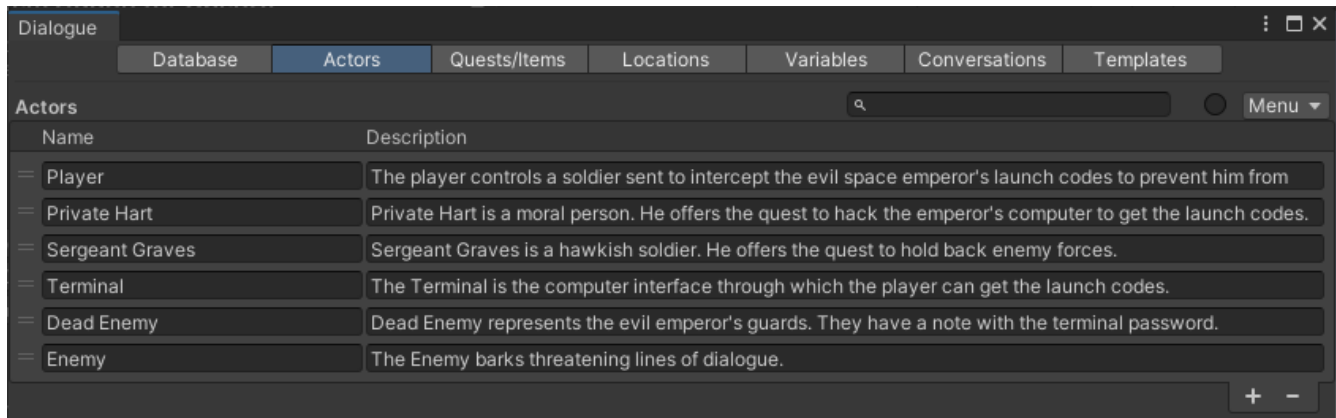 Dialogue
Database Actors Quests/Items Locations Variables Conversations Templates
Actors Menu
Name Description
Player The player controls a soldier sent to intercept the evil space emperor's launch codes to prevent him from
Private Hart Private Hart is a moral person. He offers the quest to hack the emperor's computer to get the launch codes.
Sergeant Graves Sergeant Graves is a hawkish soldier. He offers the quest to hold back enemy forces.
Terminal The Terminal is the computer interface through which the player can get the launch codes.
Dead Enemy Dead Enemy represents the evil emperor's guards. They have a note with the terminal password.
Enemy The Enemy barks threatening lines of dialogue.
+ −